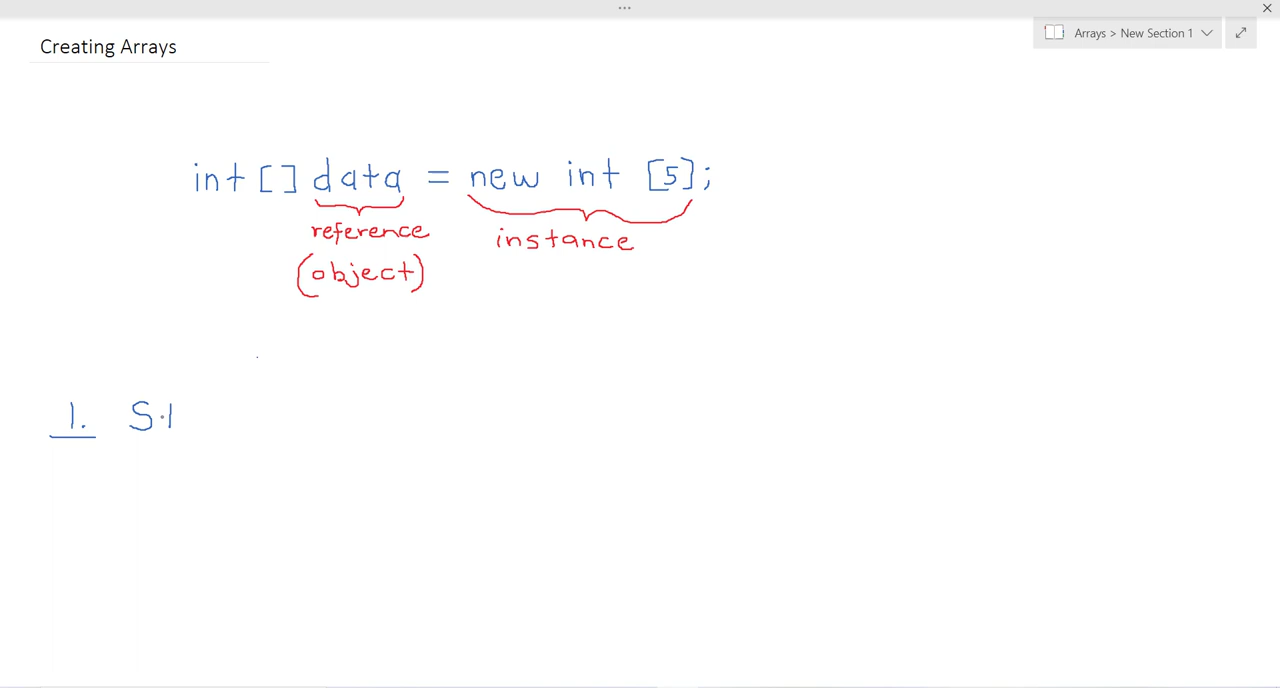 Creating Arrays
Arrays > New Section 1
int [] data = new int [5];
reference
instance
(object)
1. S.I